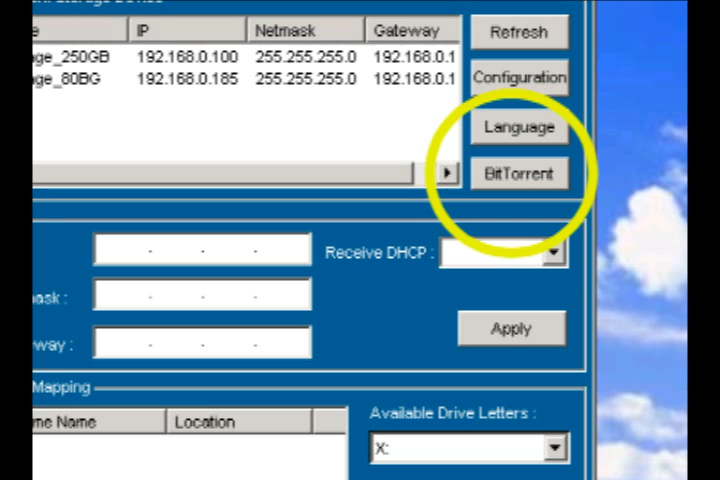 IP Netmask Gateway Refresh
ge_250GB 192.168.0.100 255.255.255.0 192.168.0.1
ge_80BG 192.168.0.185 255.255.255.0 192.168.0.1
Configuration
Language
BitTorrent
Receive DHCP :
ask :
way :
Apply
Mapping
me Name Location
Available Drive Letters :
X: